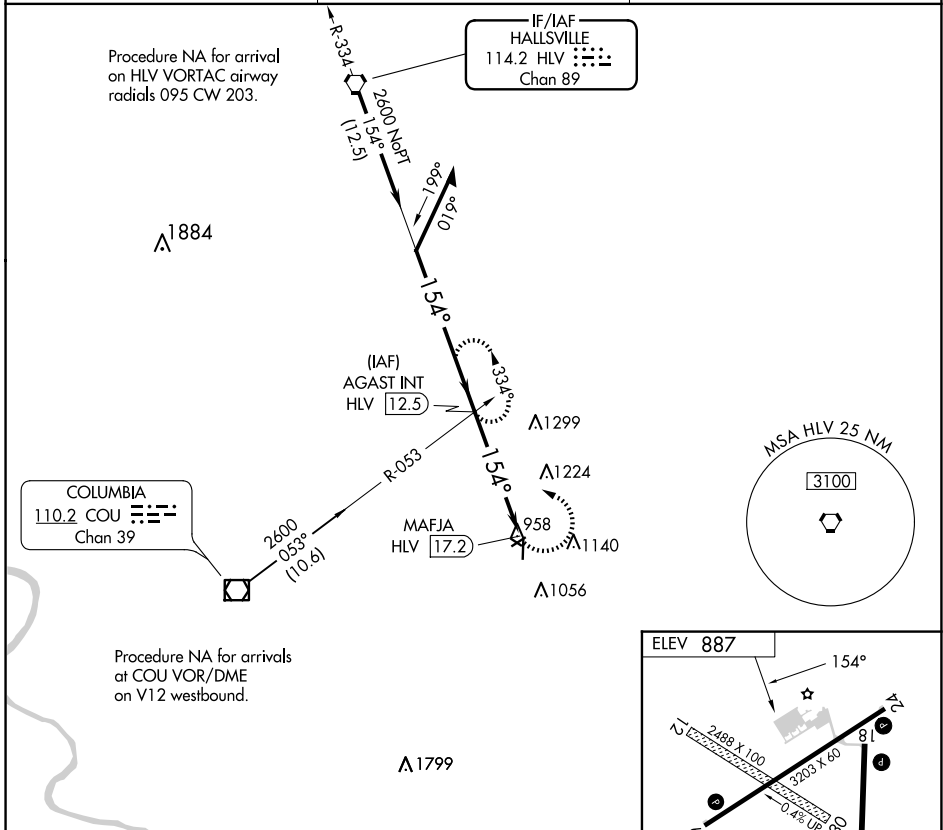 Procedure NA for arrival
on HLV VORTAC airway
radials 095 CW 203.
R-334
IF/IAF
HALLSVILLE
114.2 HLV
Chan 89
2600 NoPT
154°
(12.5)
199°
019°
1884
154°
(IAF)
AGAST INT
HLV 12.5
334°
1299
R-053
154°
1224
MSA HLV 25 NM
3100
COLUMBIA
110.2 COU
Chan 39
2600
053°
(10.6)
MAFJA
HLV 17.2
958
1140
1056
Procedure NA for arrivals
at COU VOR/DME
on V12 westbound.
1799
ELEV 887
154°
12
2488 X 100
24
18
P
P
3203 X 60
P
0.4% UP
30